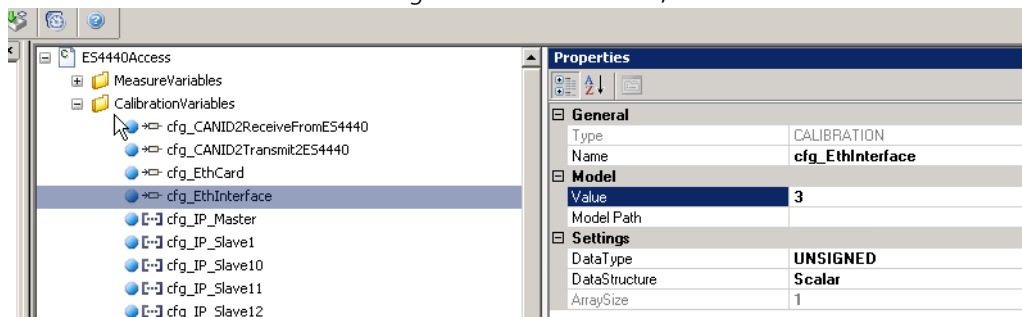 ES4440Access
MeasureVariables
CalibrationVariables
cfg_CANID2ReceiveFromES4440
cfg_CANID2Transmit2ES4440
cfg_EthCard
cfg_EthInterface
cfg_IP_Master
cfg_IP_Slave1
cfg_IP_Slave10
cfg_IP_Slave11
cfg_IP_Slave12
Properties
General
Type CALIBRATION
Name cfg_EthInterface
Model
Value 3
Model Path
Settings
DataType UNSIGNED
DataStructure Scalar
ArraySize 1